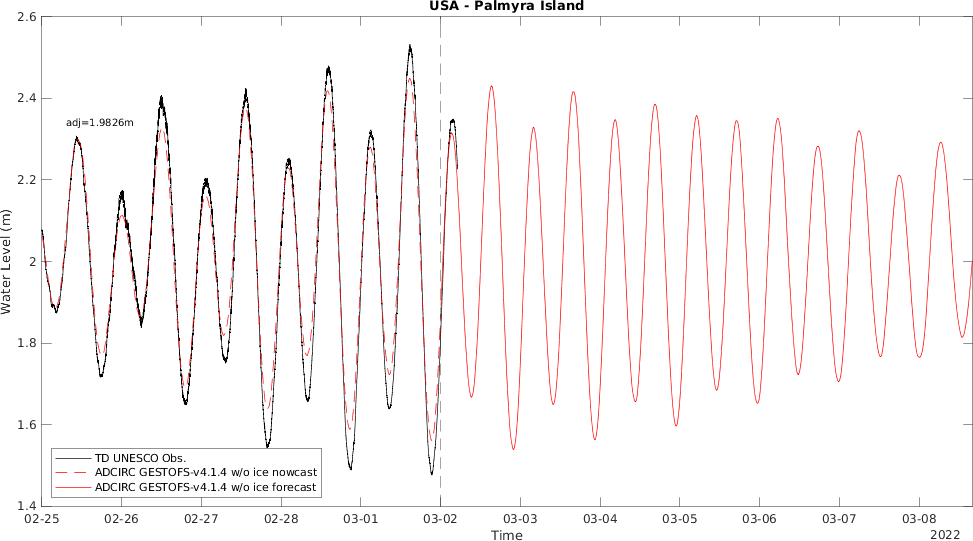 USA - Palmyra Island
2.6
2.4
2.2
2
1.8
1.6
1.4
Water Level (m)
adj=1.9826m
TD UNESCO Obs.
ADCIRC GESTOFS-v4.1.4 w/o ice nowcast
ADCIRC GESTOFS-v4.1.4 w/o ice forecast
02-25 02-26 02-27 02-28 03-01 03-02 03-03 03-04 03-05 03-06 03-07 03-08
Time
2022